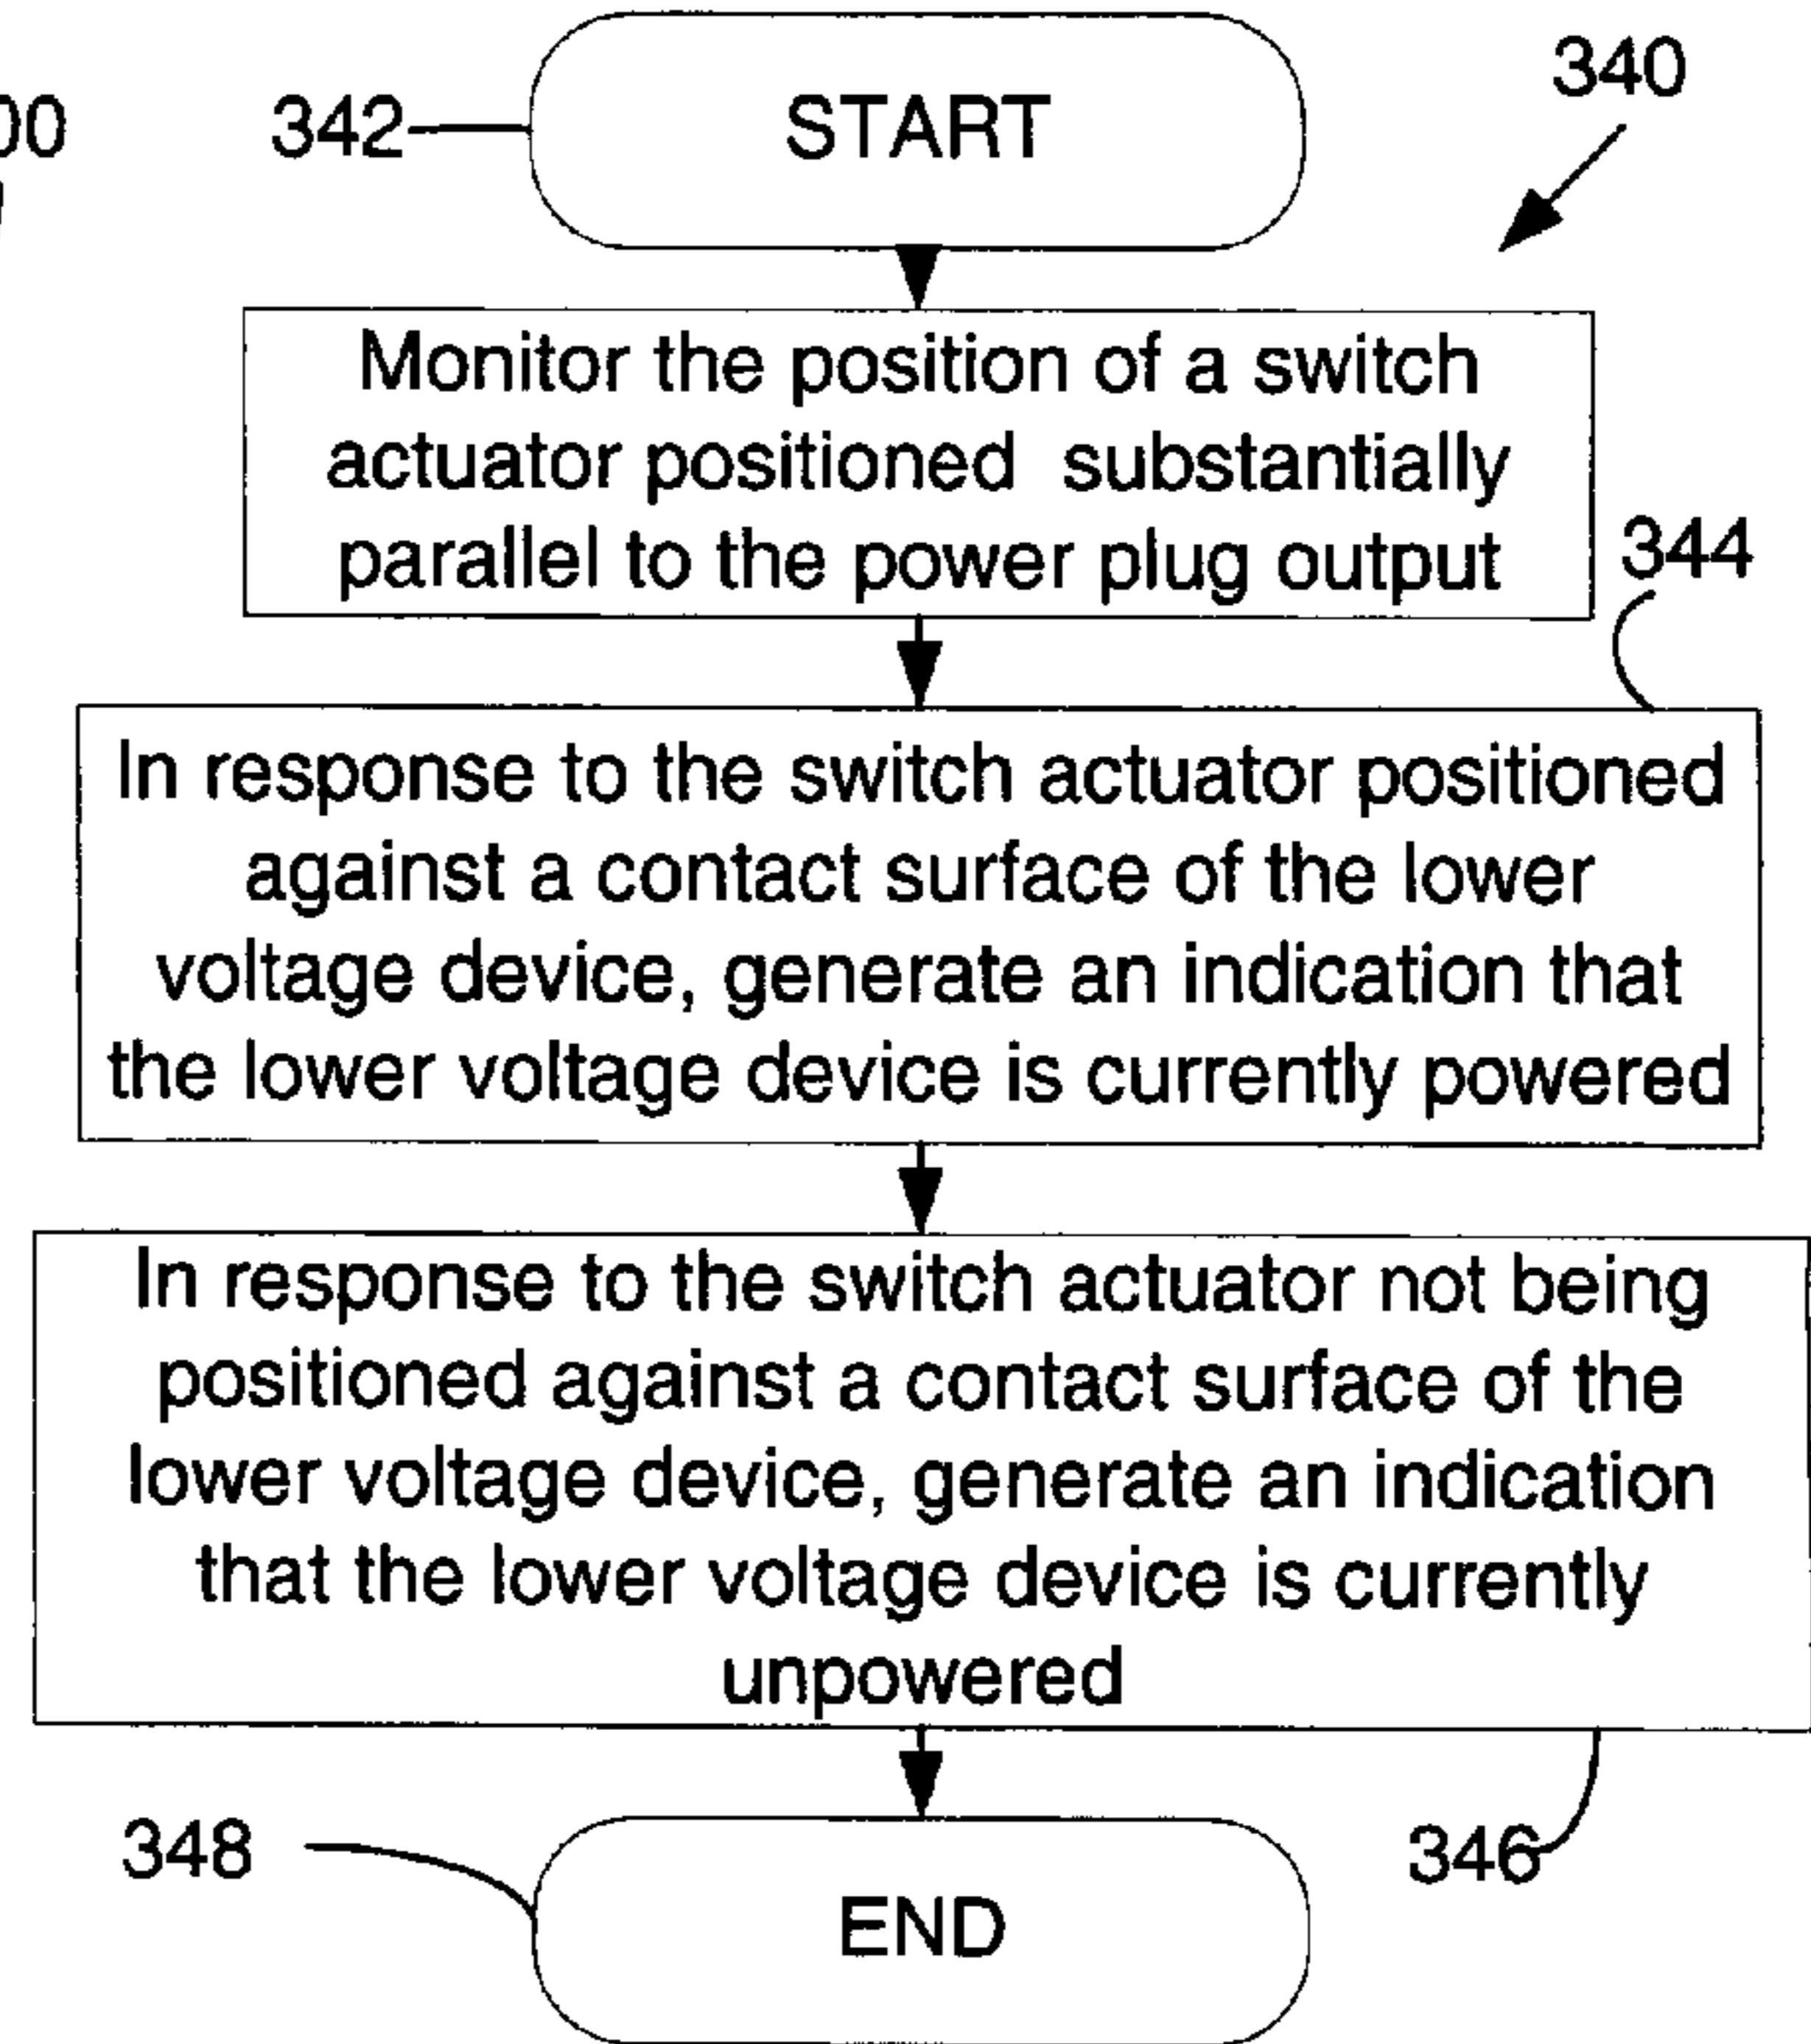 340
342
START
Monitor the position of a switch
actuator positioned substantially
parallel to the power plug output
344
In response to the switch actuator positioned
against a contact surface of the lower
voltage device, generate an indication that
the lower voltage device is currently powered
In response to the switch actuator not being
positioned against a contact surface of the
lower voltage device, generate an indication
that the lower voltage device is currently
unpowered
348
346
END